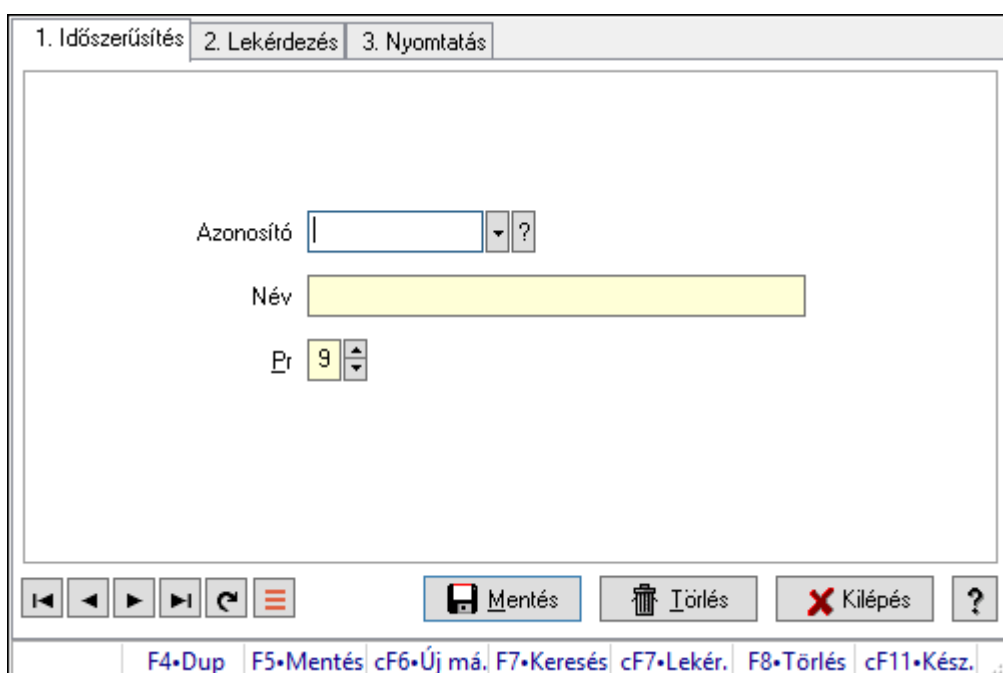 1. Időszerűsítés 2. Lekérdezés 3. Nyomtatás
Azonosító ?
Név
Pr 9
Mentés Törlés Kilépés ?
F4•Dup F5•Mentés cF6•Új má. F7•Keresés cF7•Lekér. F8•Törlés cF11•Kész.